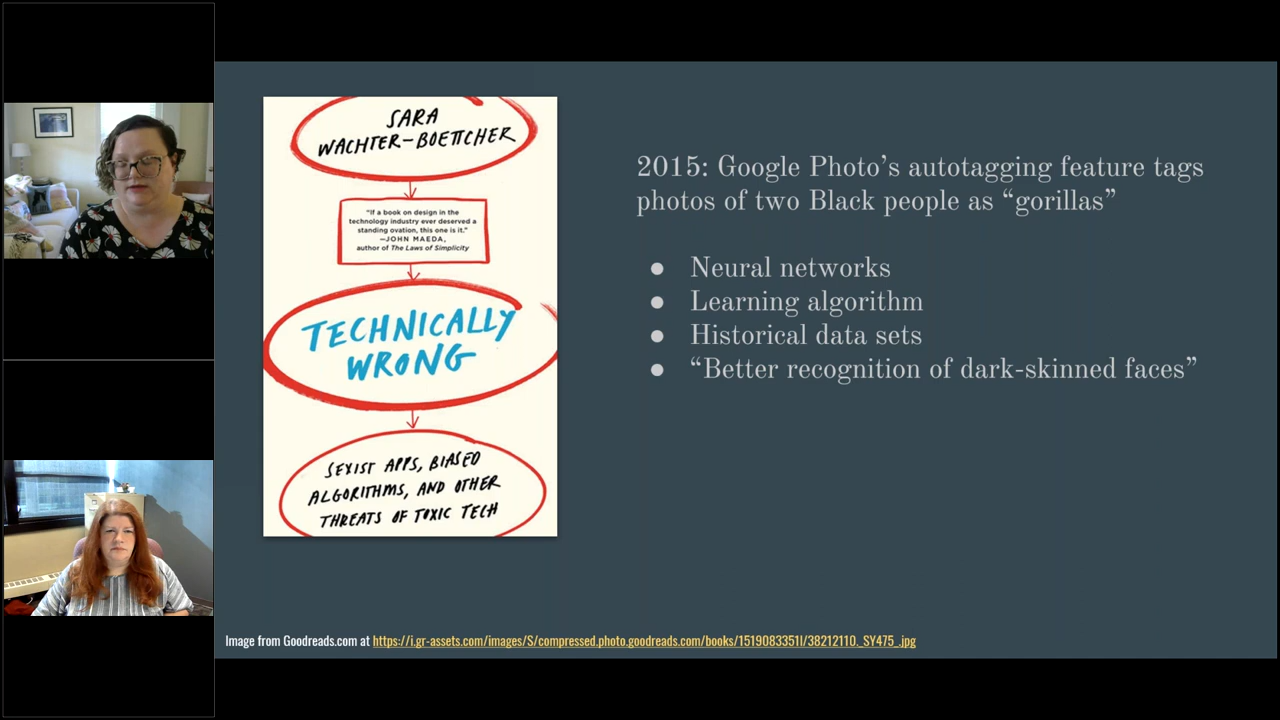 SARA
WACHTER-BOETTCHER
"If a book on design in the
technology industry ever deserved a
standing ovation, this one is it."
—JOHN MAEDA,
author of The Laws of Simplicity
TECHNICALLY
WRONG
SEXIST APPS, BIASED
ALGORITHMS, AND OTHER
THREATS OF TOXIC TECH
2015: Google Photo's autotagging feature tags
photos of two Black people as “gorillas”
● Neural networks
● Learning algorithm
● Historical data sets
● “Better recognition of dark-skinned faces”
Image from Goodreads.com at https://i.gr-assets.com/images/S/compressed.photo.goodreads.com/books/1519083351l/38212110._SY475_.jpg